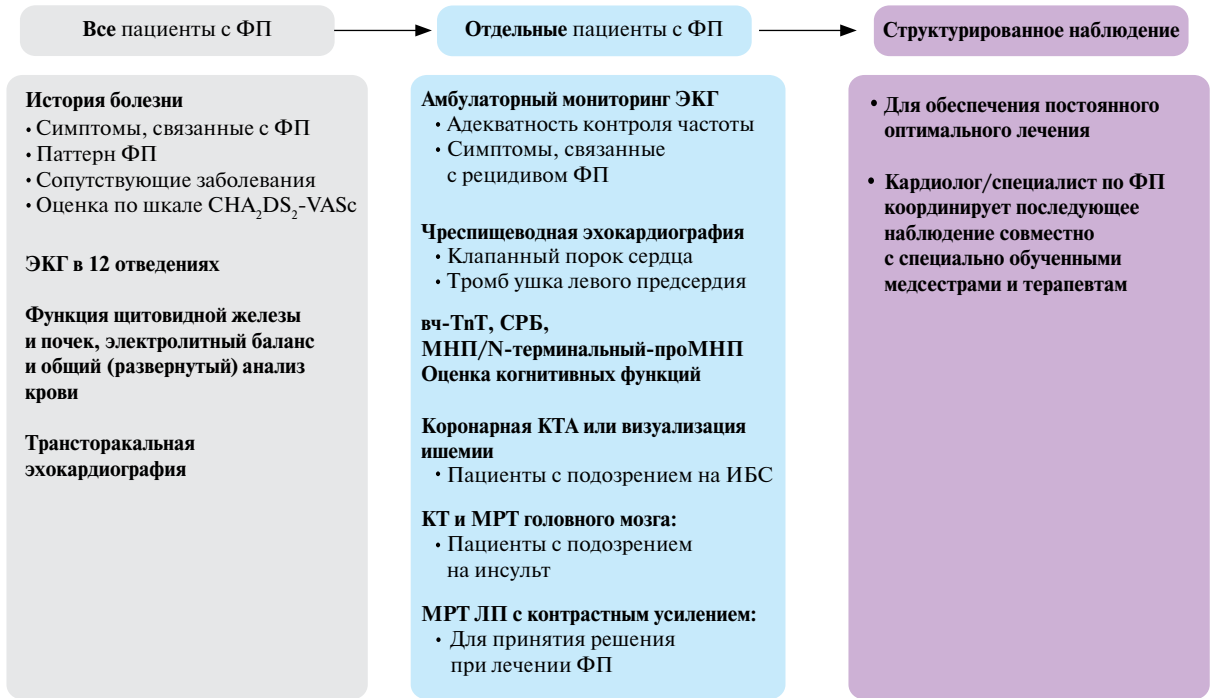 Все пациенты с ФП
Отдельные пациенты с ФП
Структурированное наблюдение
История болезни
• Симптомы, связанные с ФП
• Паттерн ФП
• Сопутствующие заболевания
• Оценка по шкале CHA₂DS₂-VASc
ЭКГ в 12 отведениях
Функция щитовидной железы
и почек, электролитный баланс
и общий (развернутый) анализ
крови
Трансторакальная
эхокардиография
Амбулаторный мониторинг ЭКГ
• Адекватность контроля частоты
• Симптомы, связанные
с рецидивом ФП
Чреспищеводная эхокардиография
• Клапанный порок сердца
• Тромб ушка левого предсердия
вч-ТпТ, СРБ,
МНП/N-терминальный-проМНП
Оценка когнитивных функций
Коронарная КТА или визуализация
ишемии
• Пациенты с подозрением на ИБС
КТ и МРТ головного мозга:
• Пациенты с подозрением
на инсульт
МРТ ЛП с контрастным усилением:
• Для принятия решения
при лечении ФП
• Для обеспечения постоянного
оптимального лечения
• Кардиолог/специалист по ФП
координирует последующее
наблюдение совместно
с специально обученными
медсестрами и терапевтам